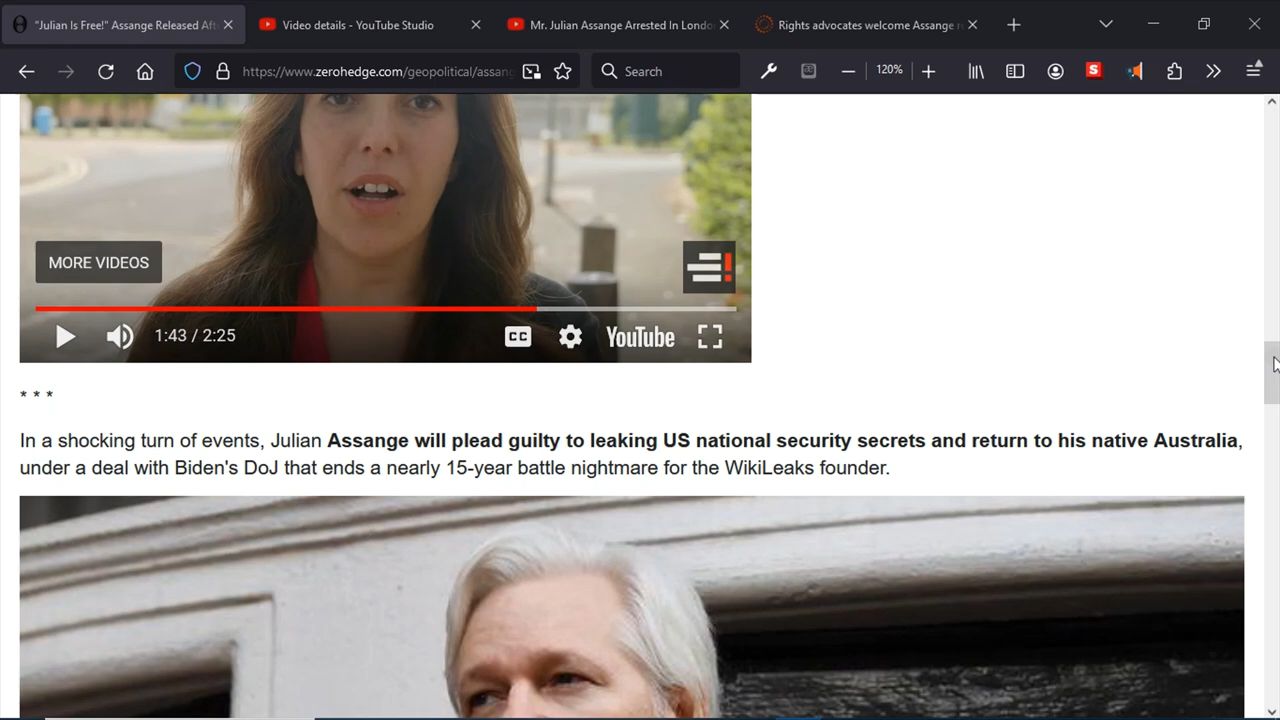 "Julian Is Free!" Assange Released Aft
Video details - YouTube Studio
Mr. Julian Assange Arrested In Londo
Rights advocates welcome Assange r
https://www.zerohedge.com/geopolitical/assang
Search
120%
S
MORE VIDEOS
1:43 / 2:25
CC
YouTube
* * *
In a shocking turn of events, Julian Assange will plead guilty to leaking US national security secrets and return to his native Australia,
under a deal with Biden's DoJ that ends a nearly 15-year battle nightmare for the WikiLeaks founder.